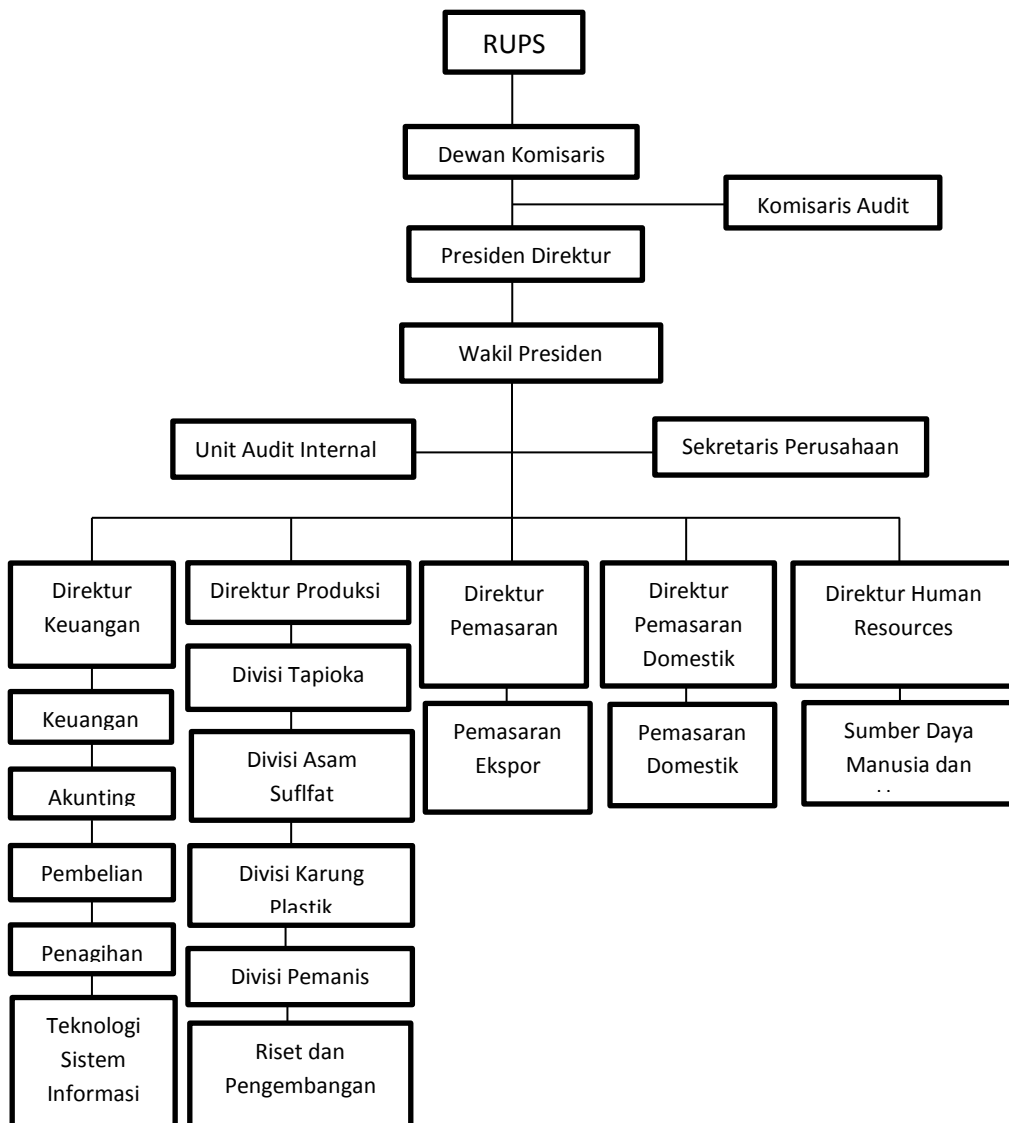 RUPS
Dewan Komisaris
Komisaris Audit
Presiden Direktur
Wakil Presiden
Unit Audit Internal
Sekretaris Perusahaan
Direktur
Keuangan
Direktur Produksi
Direktur
Pemasaran
Direktur
Pemasaran
Domestik
Direktur Human
Resources
Keuangan
Akunting
Pembelian
Penagihan
Teknologi
Sistem
Informasi
Divisi Tapioka
Divisi Asam
Suflfat
Divisi Karung
Plastik
Divisi Pemanis
Riset dan
Pengembangan
Pemasaran
Ekspor
Pemasaran
Domestik
Sumber Daya
Manusia dan